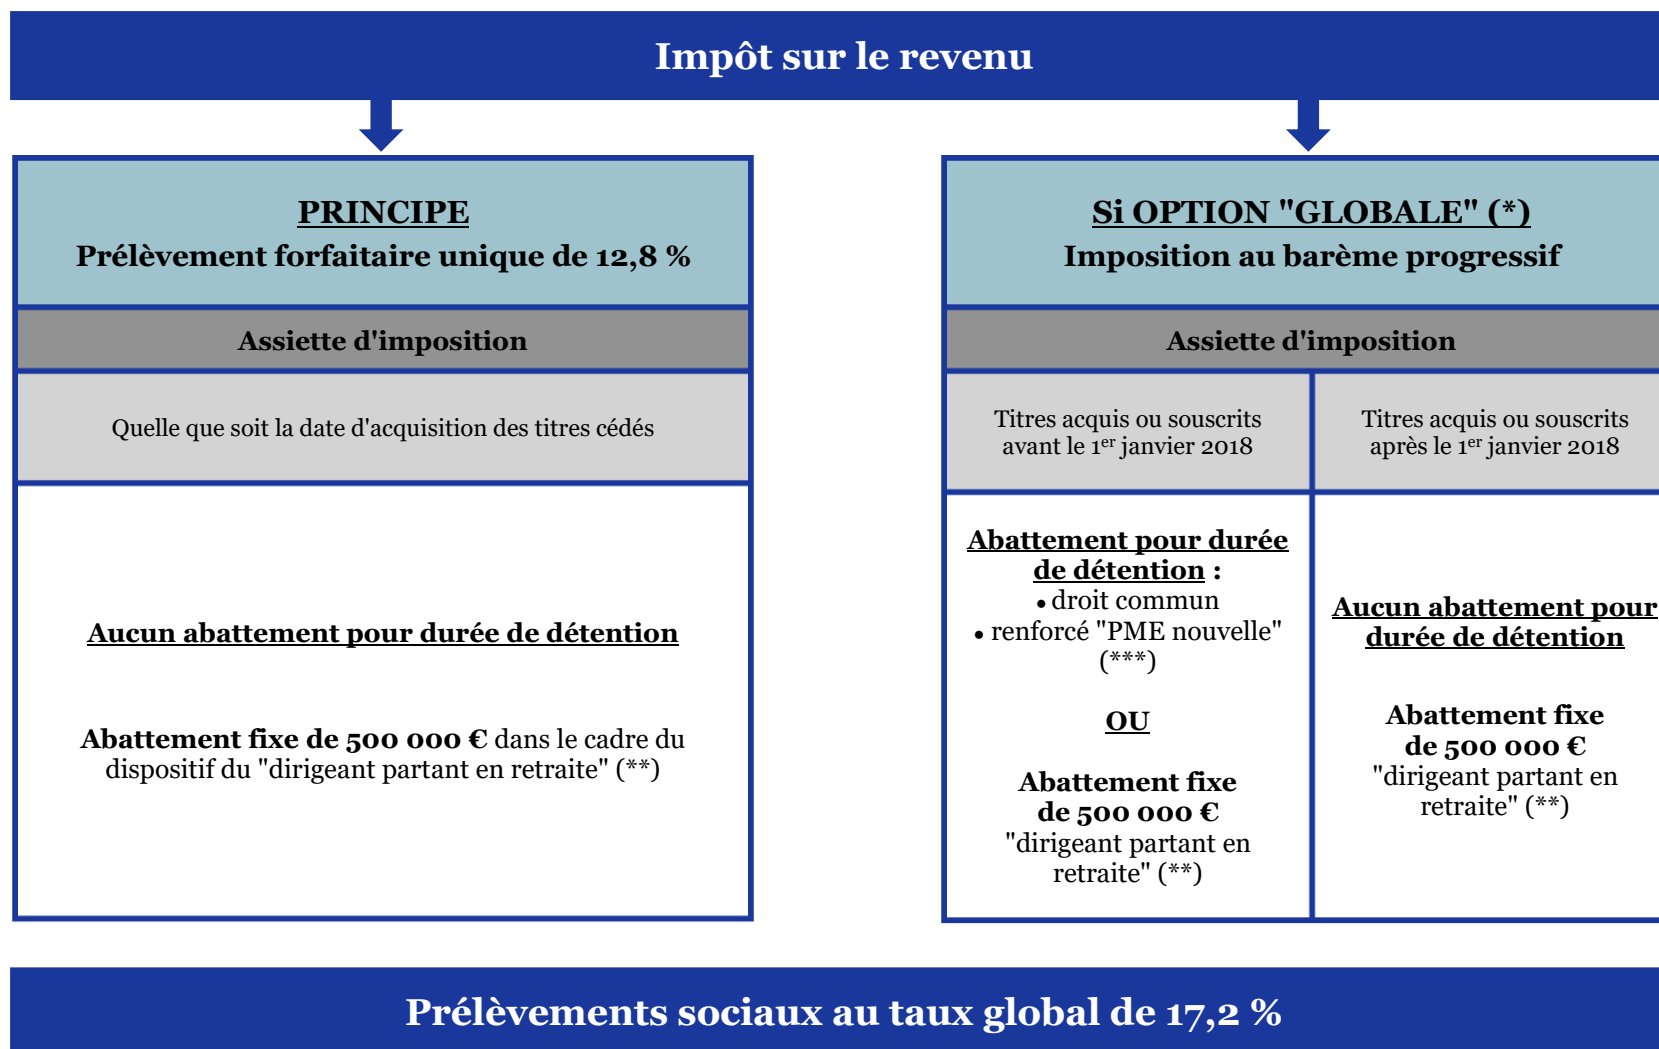 Impôt sur le revenu
PRINCIPE
Prélèvement forfaitaire unique de 12,8 %
Assiette d'imposition
Quelle que soit la date d'acquisition des titres cédés
Aucun abattement pour durée de détention
Abattement fixe de 500 000 € dans le cadre du
dispositif du "dirigeant partant en retraite" (**)
Si OPTION "GLOBALE" (*)
Imposition au barème progressif
Assiette d'imposition
Titres acquis ou souscrits
avant le 1er janvier 2018
Abattement pour durée
de détention :
• droit commun
• renforcé "PME nouvelle"
(***)
OU
Abattement fixe
de 500 000 €
"dirigeant partant en
retraite" (**)
Titres acquis ou souscrits
après le 1er janvier 2018
Aucun abattement pour
durée de détention
Abattement fixe
de 500 000 €
"dirigeant partant en
retraite" (**)
Prélèvements sociaux au taux global de 17,2 %